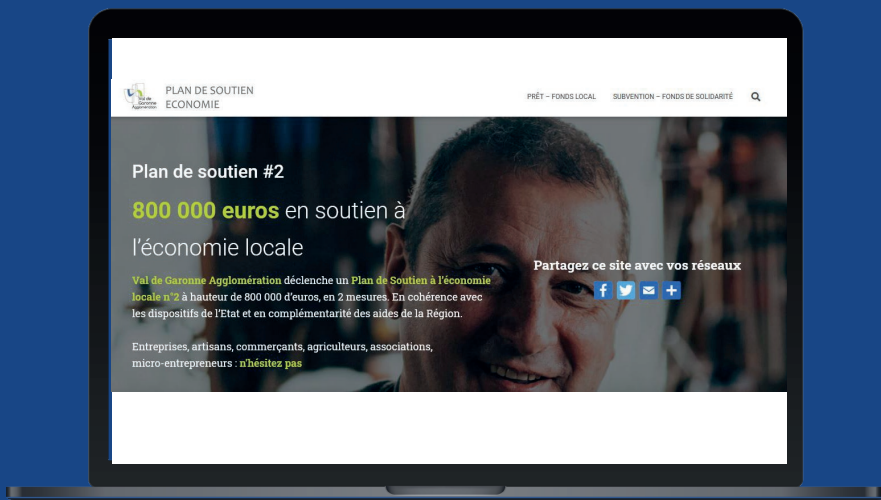 Val de
Garonne
Agglomération
PLAN DE SOUTIEN
ECONOMIE
PRÊT – FONDS LOCAL
SUBVENTION – FONDS DE SOLIDARITÉ
Plan de soutien #2
800 000 euros en soutien à
l'économie locale
Val de Garonne Agglomération déclenche un Plan de Soutien à l'économie
locale n°2 à hauteur de 800 000 d'euros, en 2 mesures. En cohérence avec
les dispositifs de l'Etat et en complémentarité des aides de la Région.
Entreprises, artisans, commerçants, agriculteurs, associations,
micro-entrepreneurs : n'hésitez pas
Partagez ce site avec vos réseaux